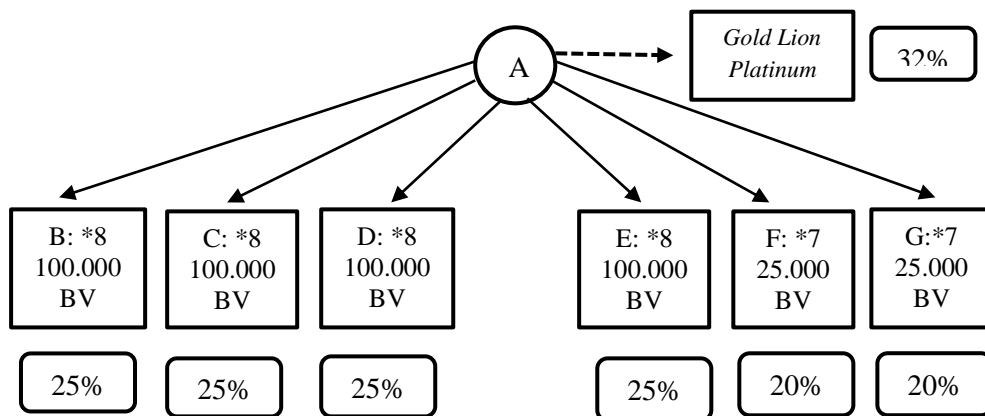 A
Gold Lion
Platinum
32%
B: *8
100.000
BV
C: *8
100.000
BV
D: *8
100.000
BV
E: *8
100.000
BV
F: *7
25.000
BV
G:*7
25.000
BV
25%
25%
25%
25%
20%
20%